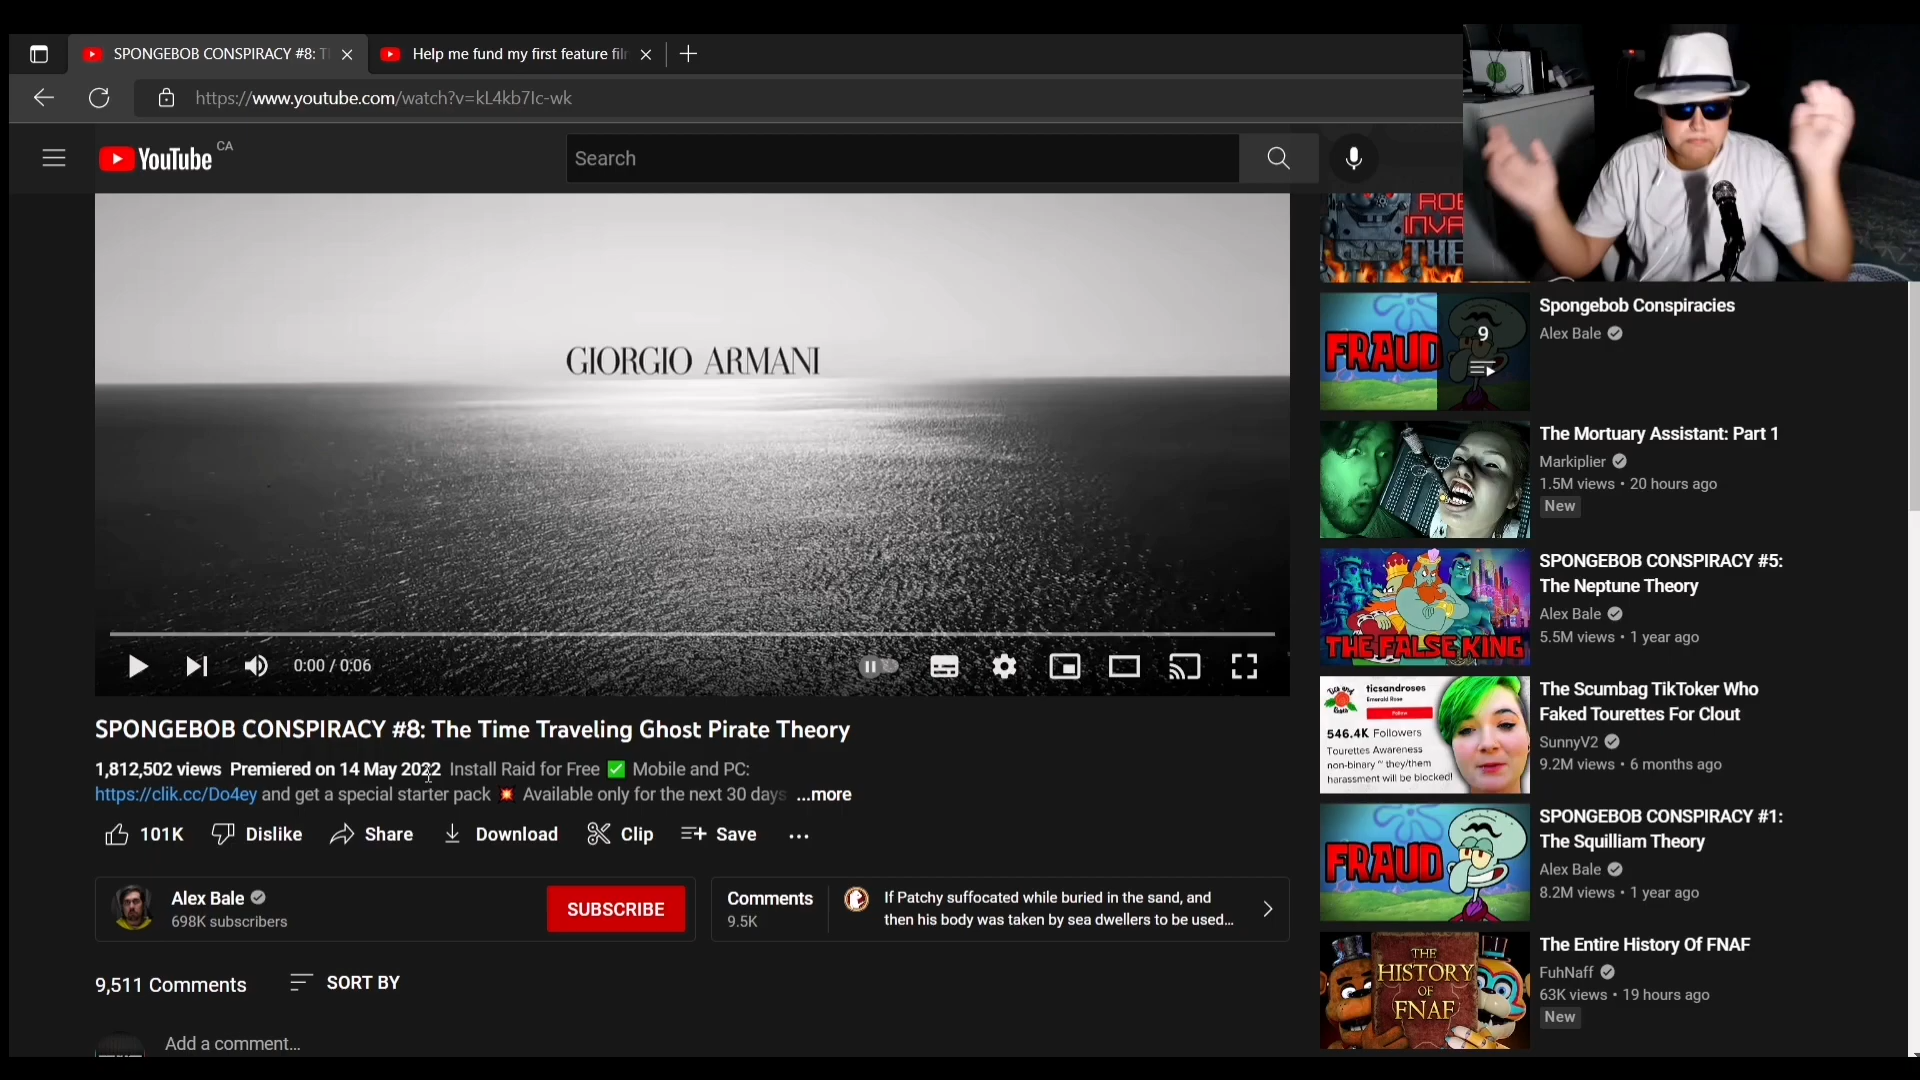 SPONGEBOB CONSPIRACY #8: T
Help me fund my first feature fil
https://www.youtube.com/watch?v=kL4kb7Ic-wk
YouTube CA
Search
GIORGIO ARMANI
0:00 / 0:06
SPONGEBOB CONSPIRACY #8: The Time Traveling Ghost Pirate Theory
1,812,502 views Premiered on 14 May 2022 Install Raid for Free ✅ Mobile and PC:
https://clik.cc/Do4ey and get a special starter pack 💥 Available only for the next 30 days ...more
101K Dislike Share Download Clip Save
Alex Bale
698K subscribers
SUBSCRIBE
Comments
9.5K
If Patchy suffocated while buried in the sand, and
then his body was taken by sea dwellers to be used...
9,511 Comments SORT BY
Add a comment...
ROB
INVA
THE
FRAUD
9
Spongebob Conspiracies
Alex Bale
The Mortuary Assistant: Part 1
Markiplier
1.5M views • 20 hours ago
New
THE FALSE KING
SPONGEBOB CONSPIRACY #5:
The Neptune Theory
Alex Bale
5.5M views • 1 year ago
Tics and
Roses
ticsandroses
Emerald Rose
Follow
546.4K Followers
Tourettes Awareness
non-binary ~ they/them
harassment will be blocked!
The Scumbag TikToker Who
Faked Tourettes For Clout
SunnyV2
9.2M views • 6 months ago
FRAUD
SPONGEBOB CONSPIRACY #1:
The Squilliam Theory
Alex Bale
8.2M views • 1 year ago
THE
HISTORY
OF
FNAF
The Entire History Of FNAF
FuhNaff
63K views • 19 hours ago
New